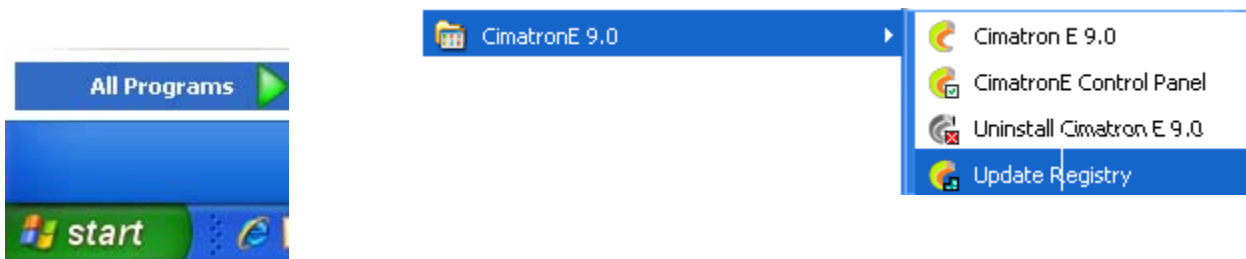 All Programs
start
CimatronE 9.0
Cimatron E 9.0
CimatronE Control Panel
Uninstall Cimatron E 9.0
Update Registry